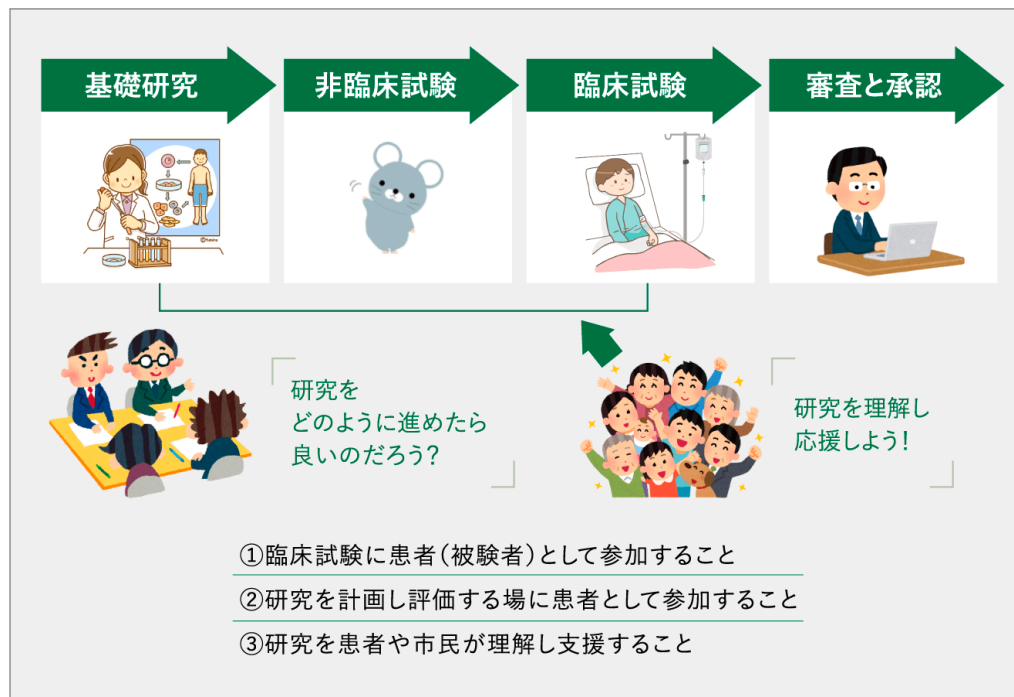 基礎研究
非臨床試験
臨床試験
審査と承認
研究を
どのように進めたら
良いのだろう？
研究を理解し
応援しよう！
①臨床試験に患者（被験者）として参加すること
②研究を計画し評価する場に患者として参加すること
③研究を患者や市民が理解し支援すること